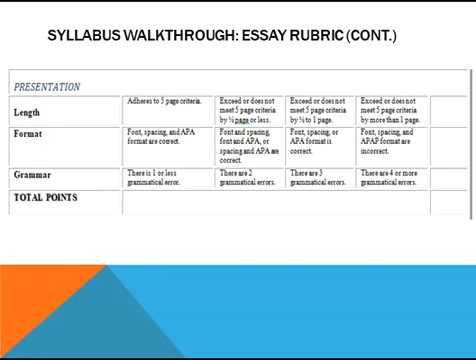 SYLLABUS WALKTHROUGH: ESSAY RUBRIC (CONT.)
PRESENTATION
Length
Adheres to 5 page criteria.
Exceed or does not
meet 5 page criteria
by ½ page or less.
Exceed or does not
meet 5 page criteria
by ½ to 1 page.
Exceed or does not
meet 5 page criteria
by more than 1 page.
Format
Font, spacing, and APA
format are correct.
Font and spacing,
font and APA, or
spacing and APA are
correct.
Font, spacing, or
APA format is
correct.
Font, spacing, and
APAP format are
incorrect.
Grammar
There is 1 or less
grammatical error.
There are 2
grammatical errors.
There are 3
grammatical errors.
There are 4 or more
grammatical errors.
TOTAL POINTS